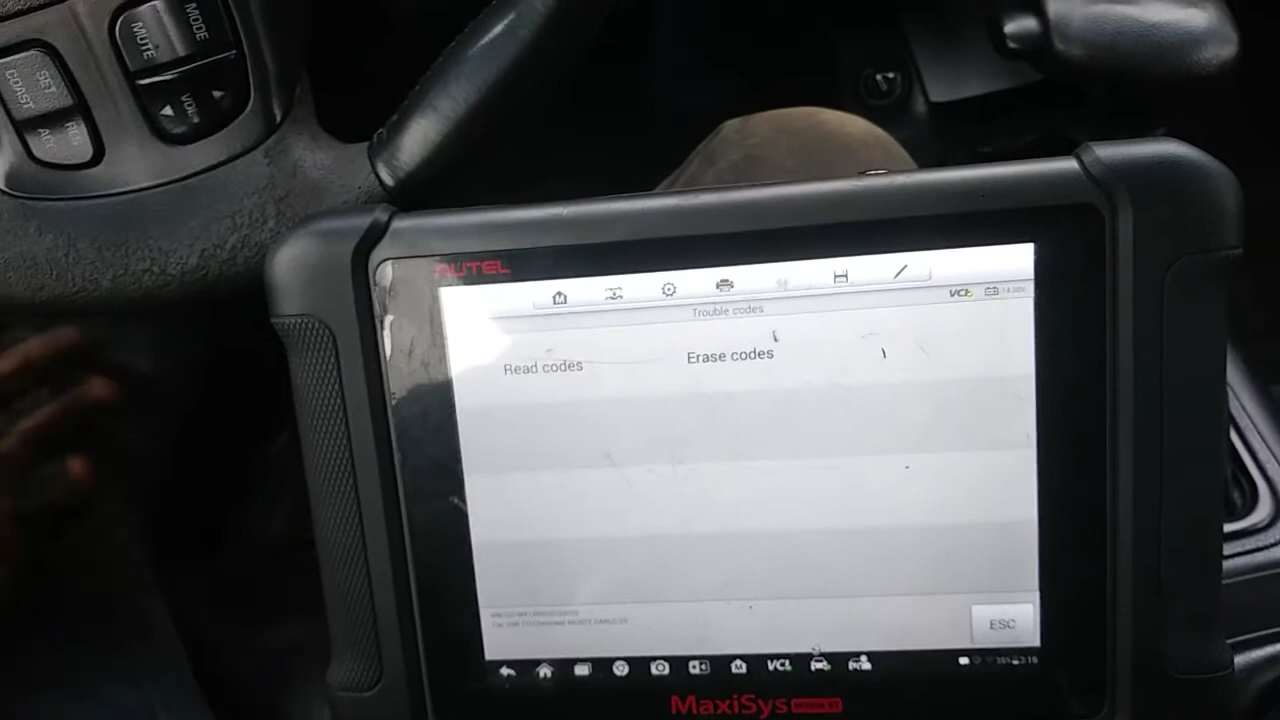 MODE
MUTE
SET
COAST
VOL
RES
ACC
AUTEL
VCI
Trouble codes
Read codes
Erase codes
ESC
VCI
MaxiSys